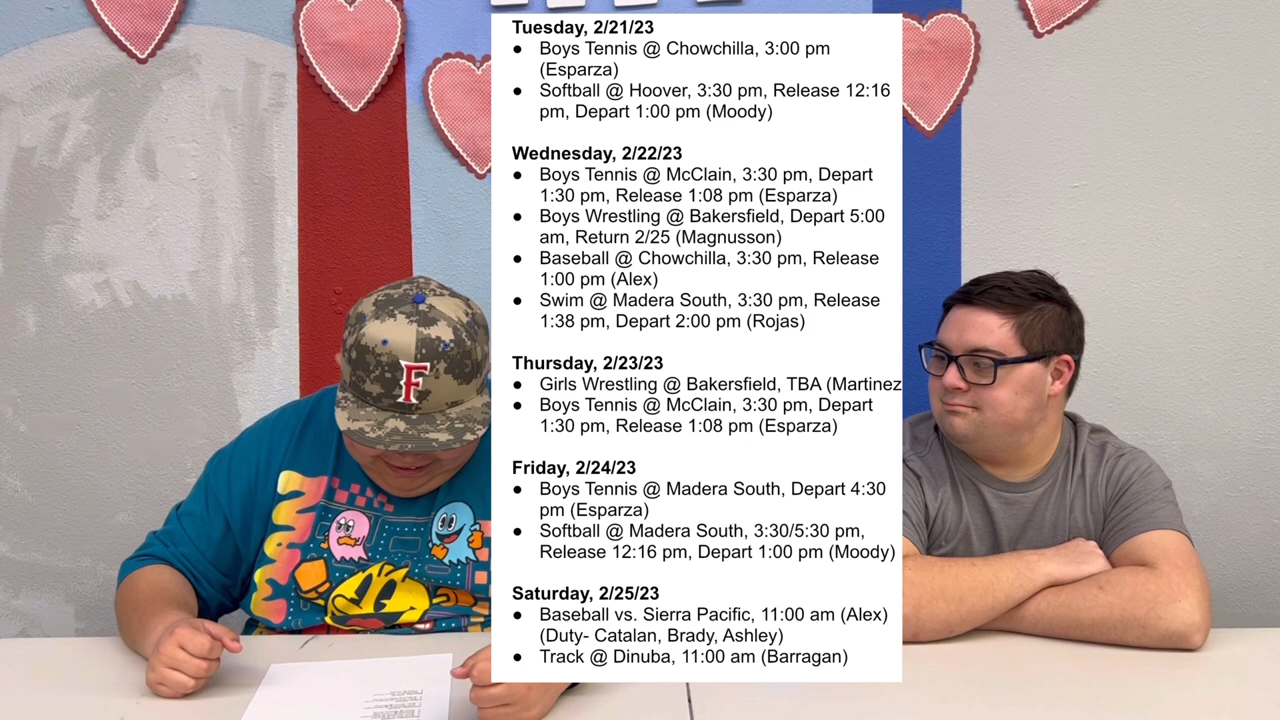 Tuesday, 2/21/23
● Boys Tennis @ Chowchilla, 3:00 pm
(Esparza)
● Softball @ Hoover, 3:30 pm, Release 12:16
pm, Depart 1:00 pm (Moody)
Wednesday, 2/22/23
● Boys Tennis @ McClain, 3:30 pm, Depart
1:30 pm, Release 1:08 pm (Esparza)
● Boys Wrestling @ Bakersfield, Depart 5:00
am, Return 2/25 (Magnusson)
● Baseball @ Chowchilla, 3:30 pm, Release
1:00 pm (Alex)
● Swim @ Madera South, 3:30 pm, Release
1:38 pm, Depart 2:00 pm (Rojas)
Thursday, 2/23/23
● Girls Wrestling @ Bakersfield, TBA (Martinez
● Boys Tennis @ McClain, 3:30 pm, Depart
1:30 pm, Release 1:08 pm (Esparza)
Friday, 2/24/23
● Boys Tennis @ Madera South, Depart 4:30
pm (Esparza)
● Softball @ Madera South, 3:30/5:30 pm,
Release 12:16 pm, Depart 1:00 pm (Moody)
Saturday, 2/25/23
● Baseball vs. Sierra Pacific, 11:00 am (Alex)
(Duty- Catalan, Brady, Ashley)
● Track @ Dinuba, 11:00 am (Barragan)
F